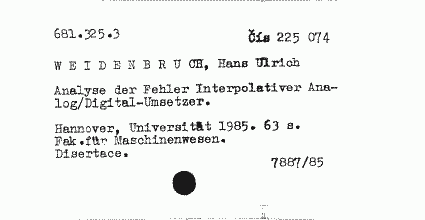 681.325.3 Čís 225 074
W E I D E N B R U CH, Hans Ulrich
Analyse der Fehler Interpolativer Ana-
log/Digital-Umsetzer.
Hannover, Universität 1985. 63 s.
Fak.für Maschinenwesen.
Disertace.
7887/85